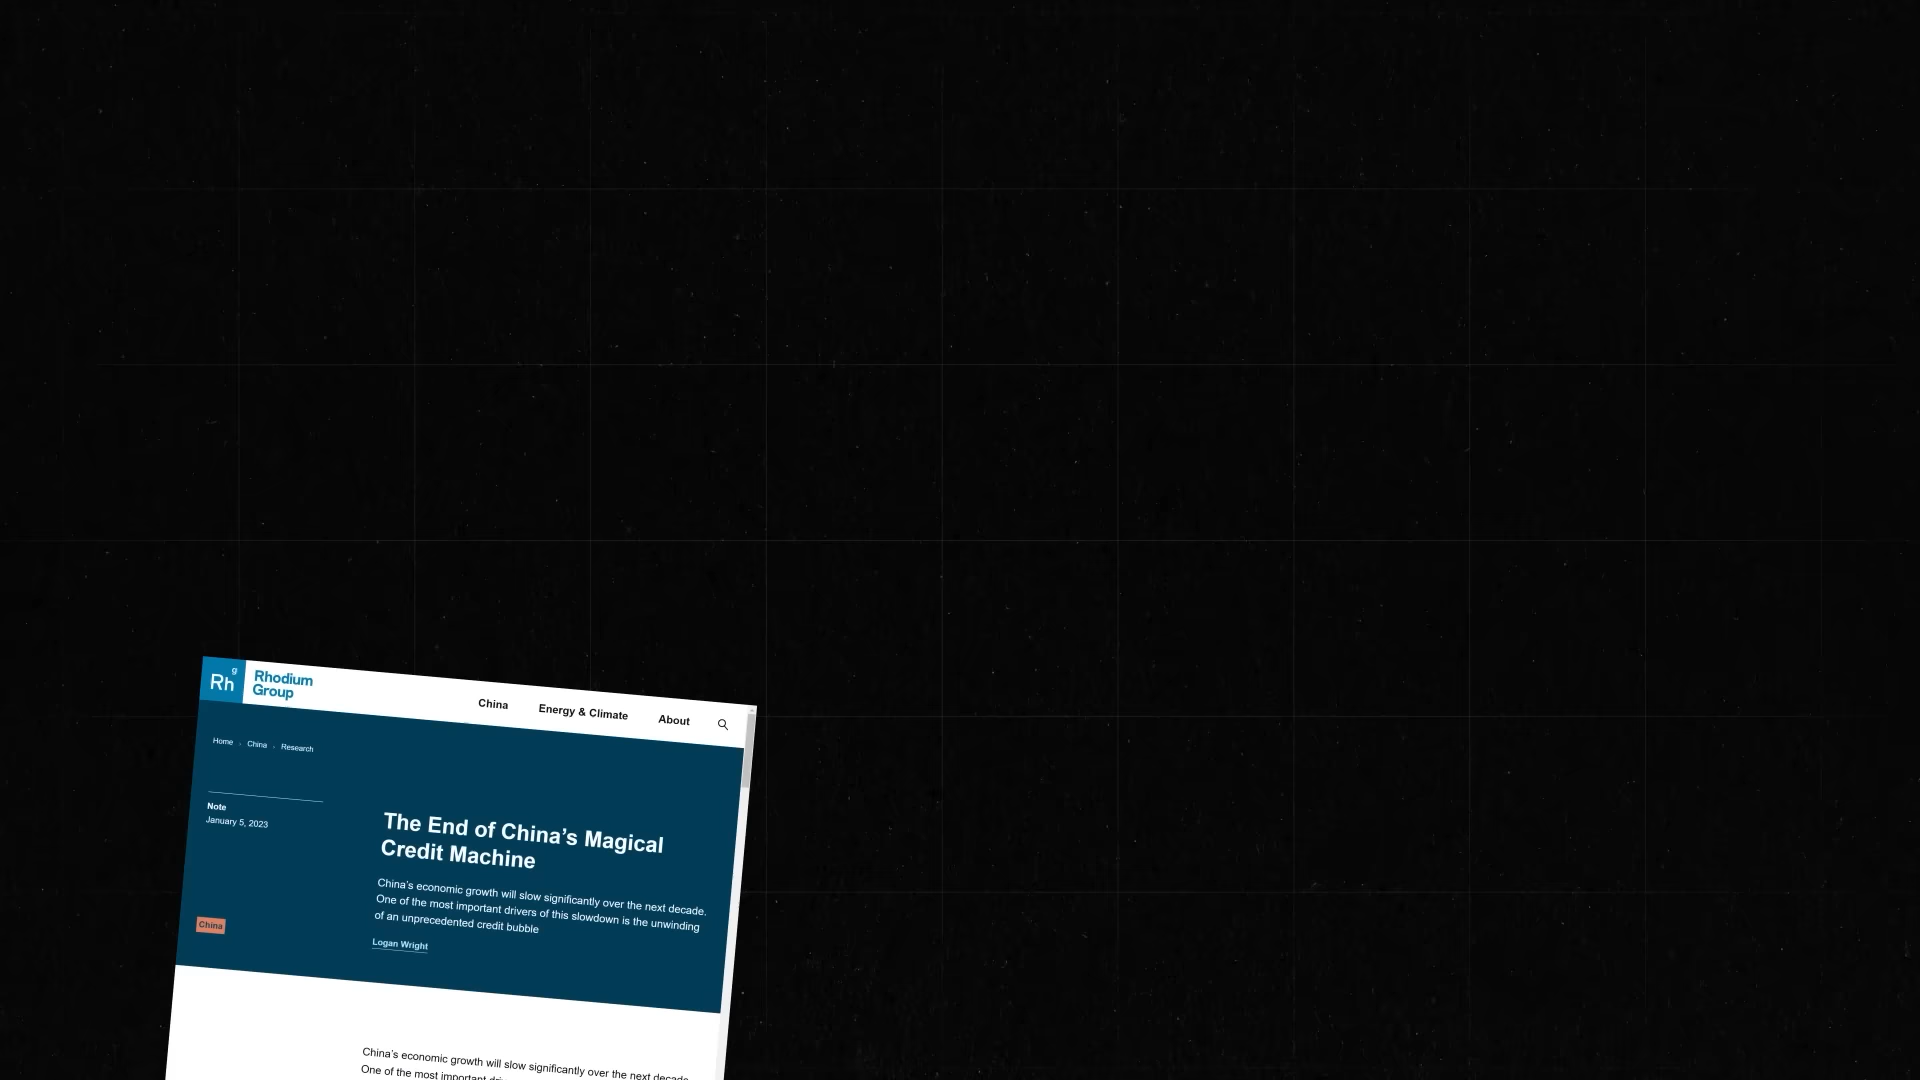 Rh g
Rhodium
Group
China
Energy & Climate
About
Home › China › Research
Note
January 5, 2023
The End of China’s Magical
Credit Machine
China’s economic growth will slow significantly over the next decade.
One of the most important drivers of this slowdown is the unwinding
of an unprecedented credit bubble
Logan Wright
China
China’s economic growth will slow significantly over the next decade.
One of the most important